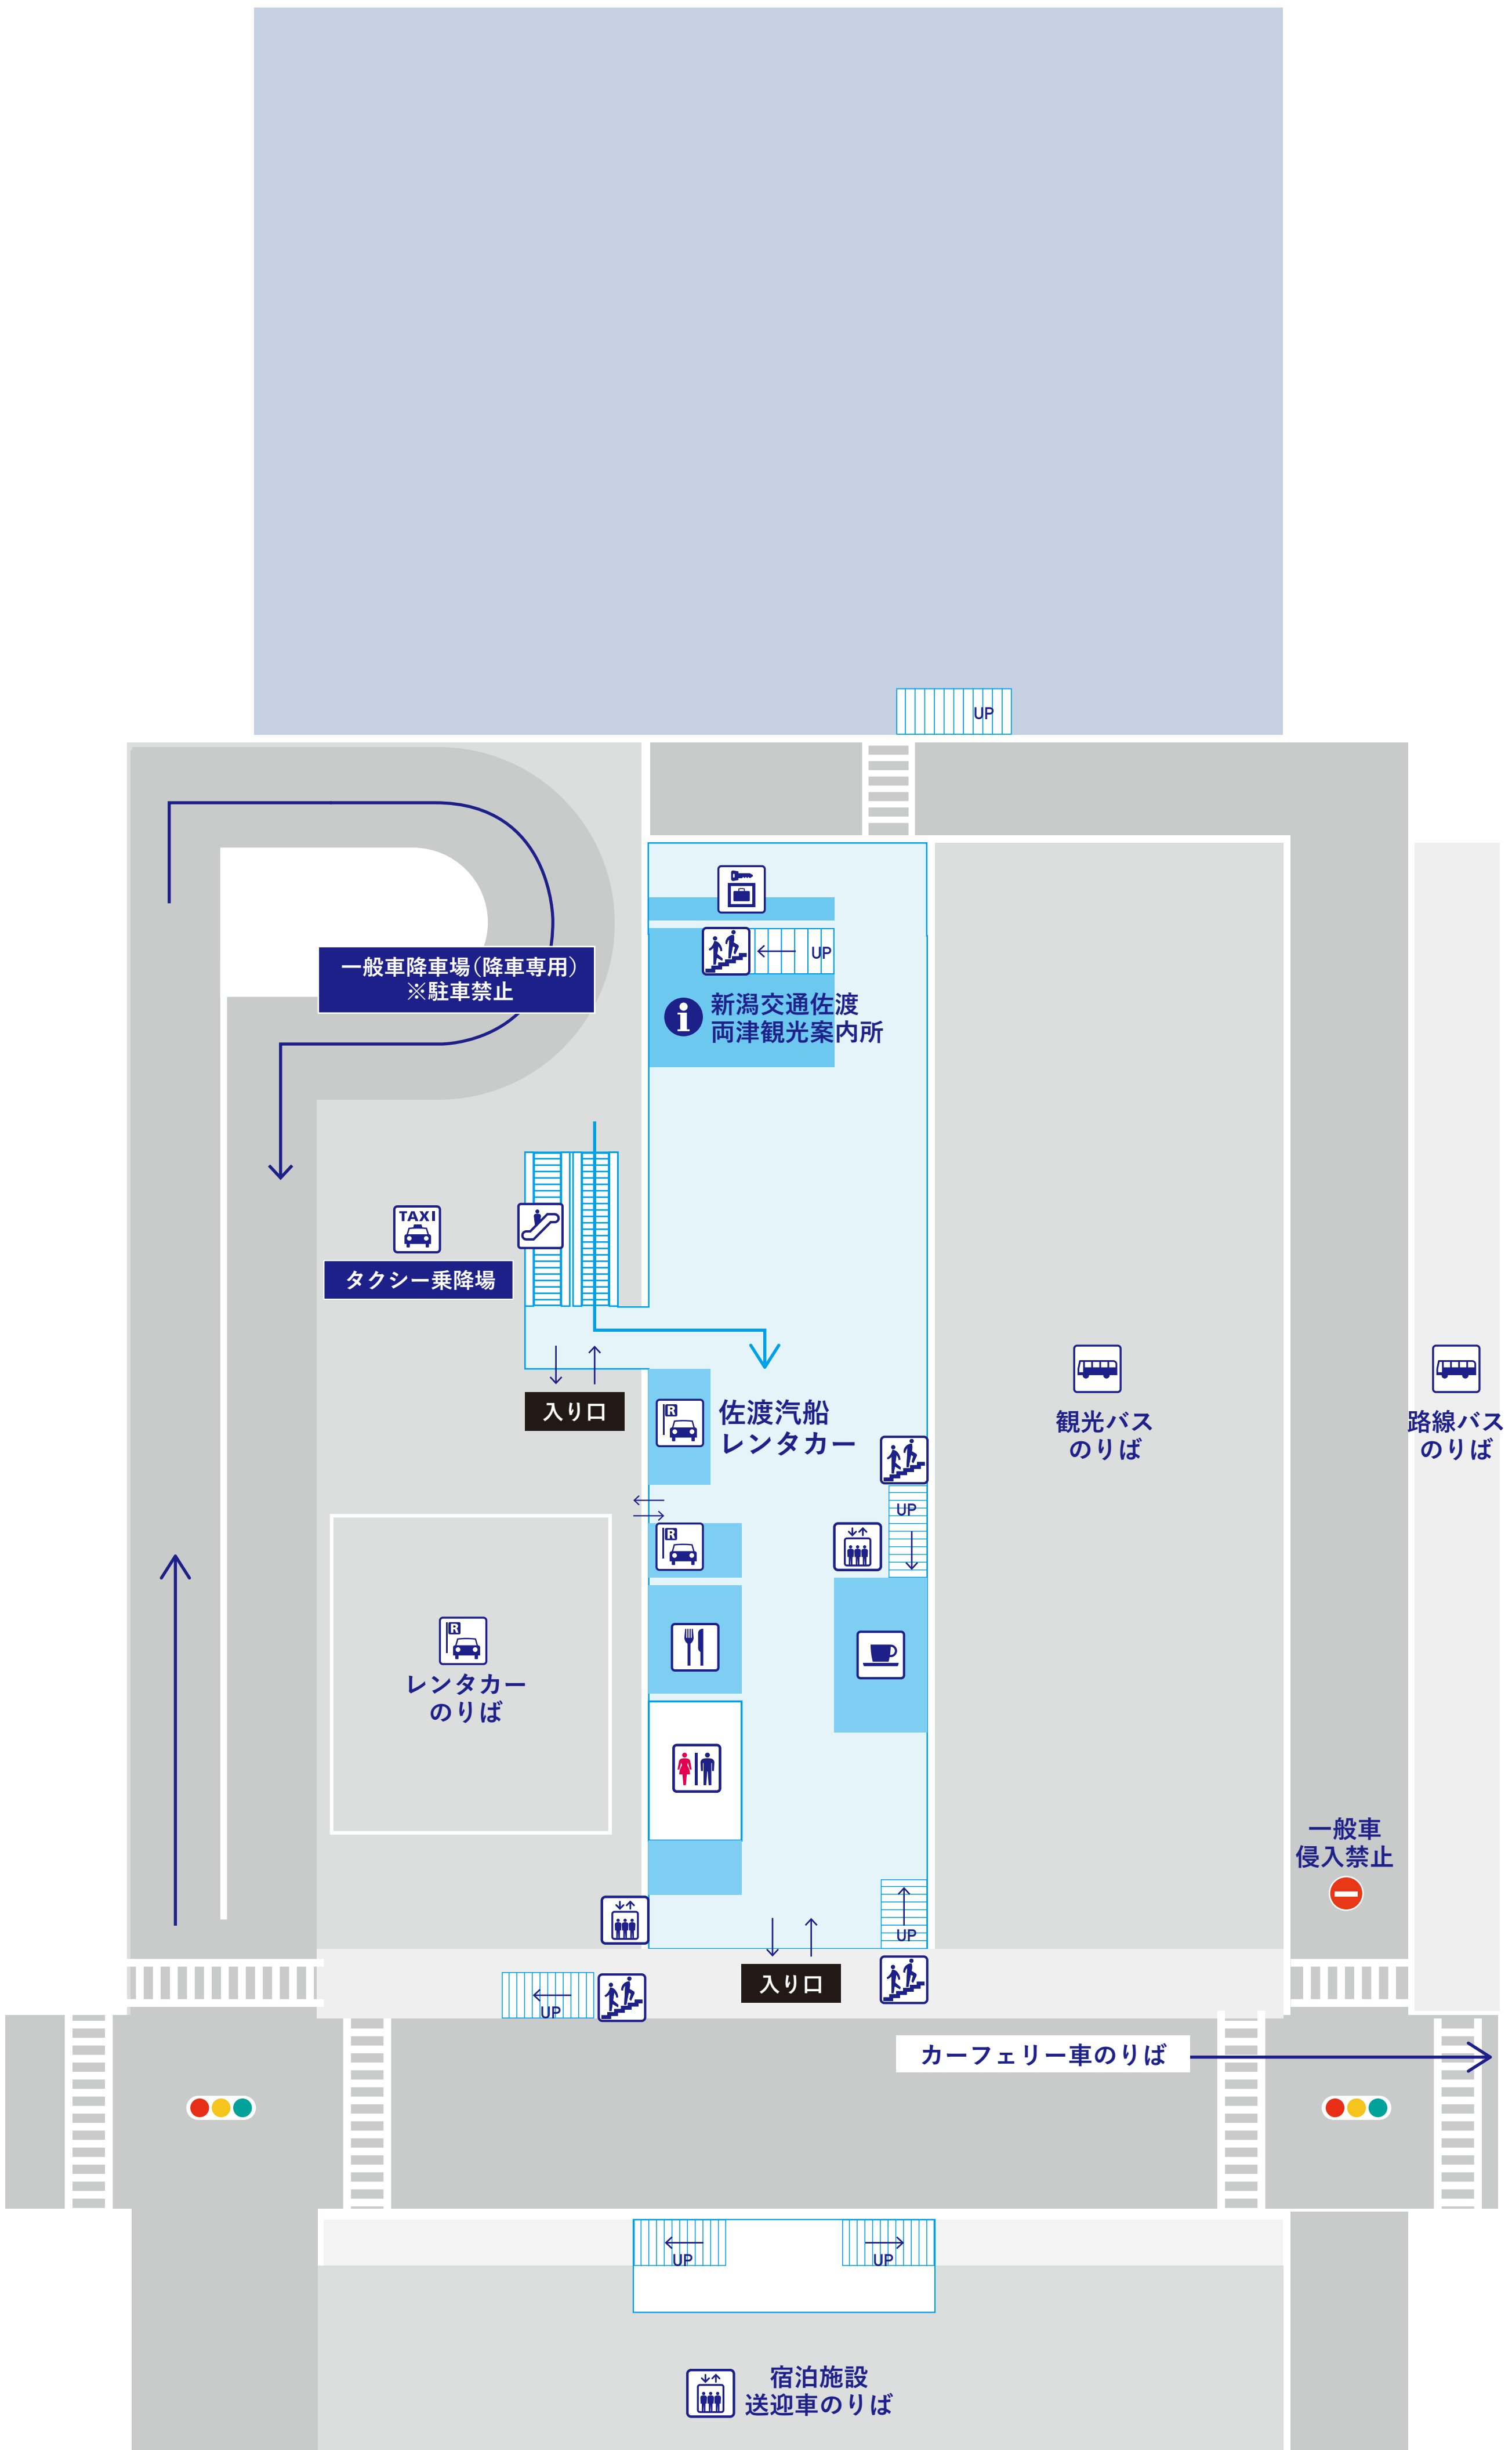 UP
一般車降車場（降車専用）
※駐車禁止
UP
i
新潟交通佐渡
両津観光案内所
TAXI
タクシー乗降場
入り口
R
佐渡汽船
レンタカー
観光バス
のりば
路線バス
のりば
UP
R
R
レンタカー
のりば
一般車
侵入禁止
UP
入り口
UP
カーフェリー車のりば
UP
UP
宿泊施設
送迎車のりば